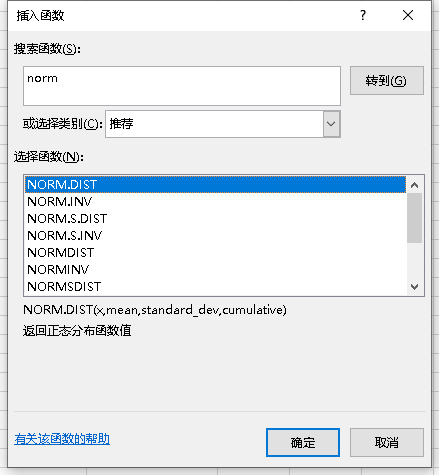 插入函数
?
搜索函数(S):
norm
转到(G)
或选择类别(C):
推荐
选择函数(N):
NORM.DIST
NORM.INV
NORM.S.DIST
NORM.S.INV
NORMDIST
NORMINV
NORMSDIST
NORM.DIST(x,mean,standard_dev,cumulative)
返回正态分布函数值
有关该函数的帮助
确定
取消